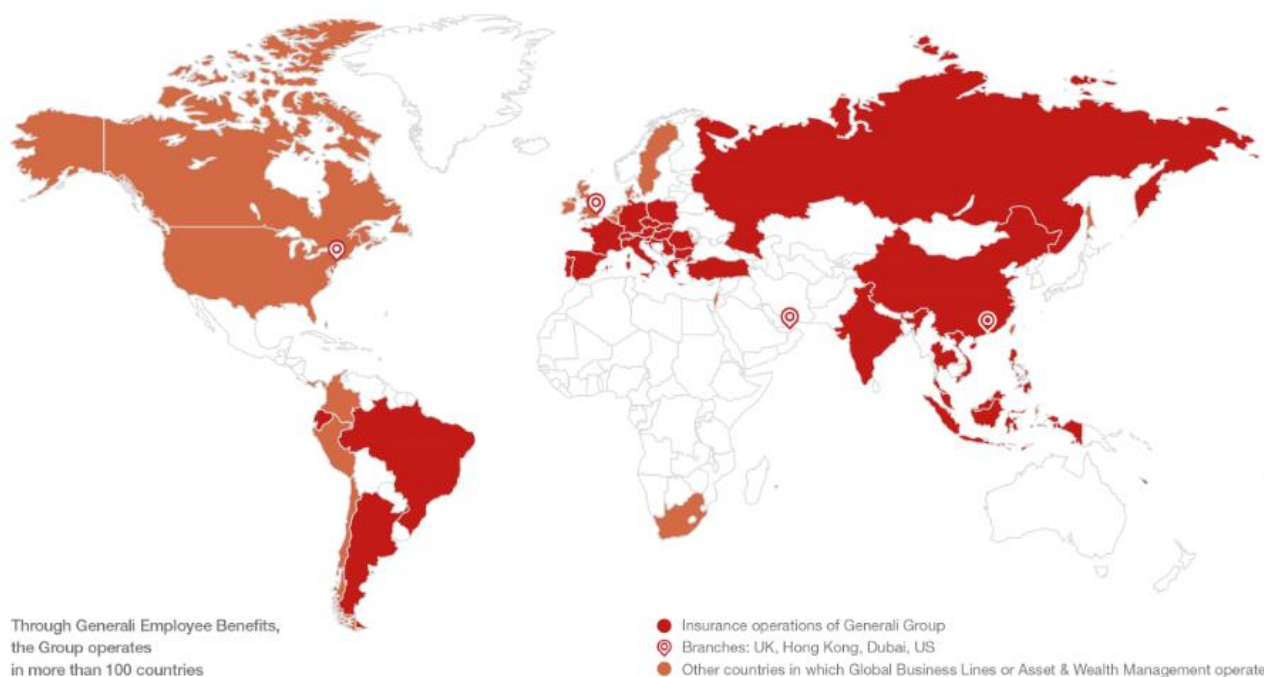 Through Generali Employee Benefits,
the Group operates
in more than 100 countries
Insurance operations of Generali Group
Branches: UK, Hong Kong, Dubai, US
Other countries in which Global Business Lines or Asset & Wealth Management operate